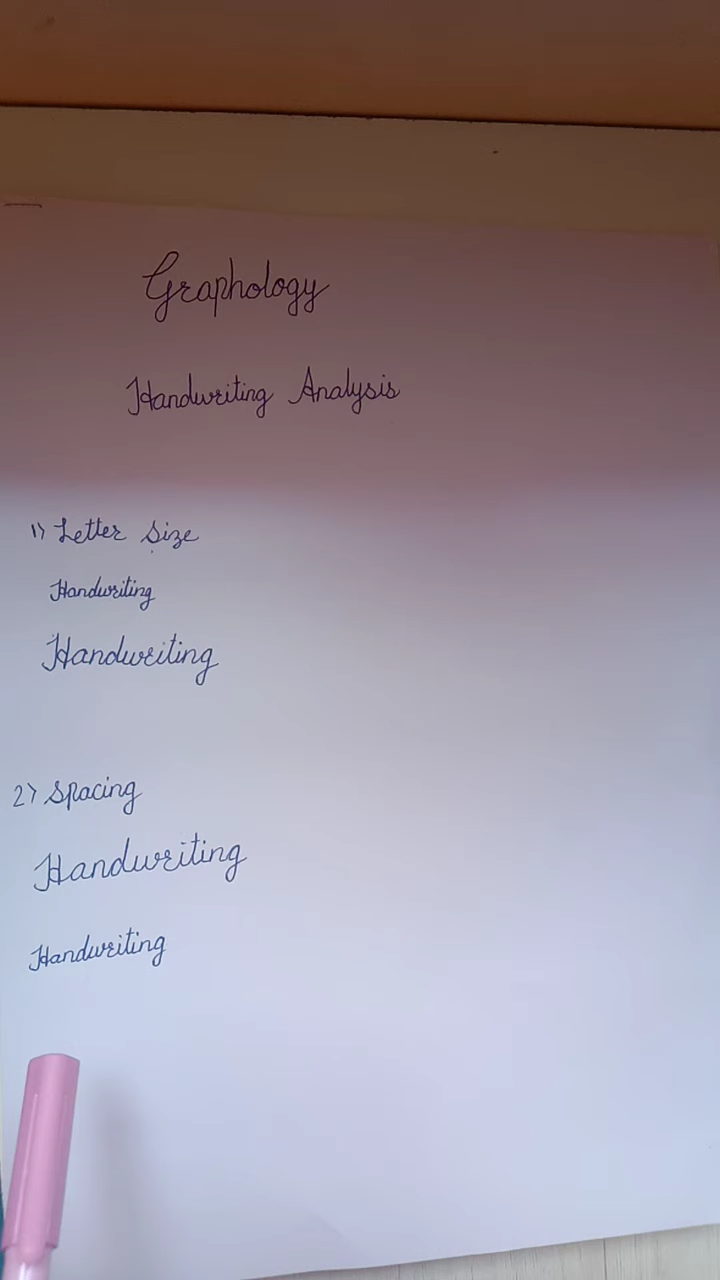 Graphology
Handwriting Analysis
1) Letter Size
Handwriting
Handwriting
2) Spacing
Handwriting
Handwriting